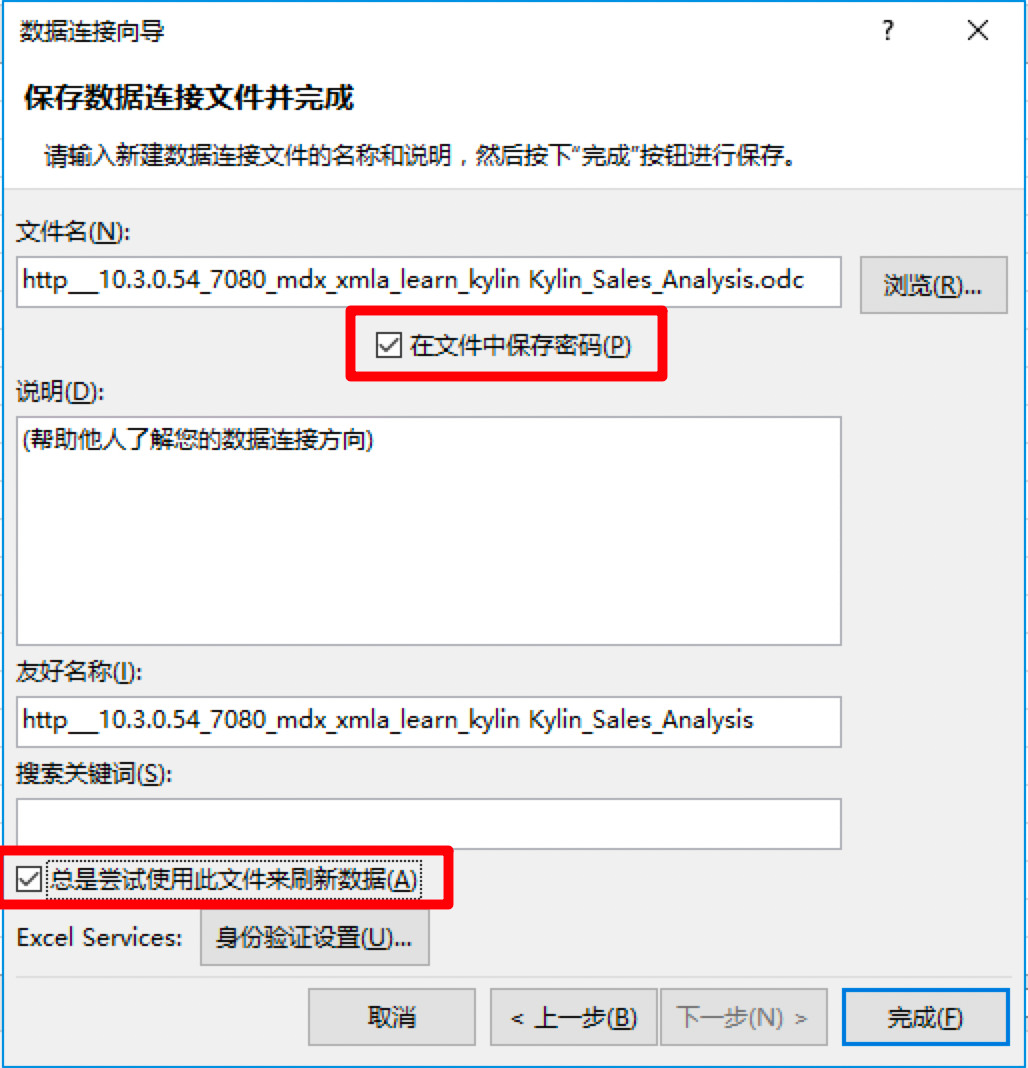 数据连接向导
?
保存数据连接文件并完成
请输入新建数据连接文件的名称和说明，然后按下“完成”按钮进行保存。
文件名(N):
http__10.3.0.54_7080_mdx_xmla_learn_kylin Kylin_Sales_Analysis.odc
浏览(R)...
在文件中保存密码(P)
说明(D):
(帮助他人了解您的数据连接方向)
友好名称(I):
http__10.3.0.54_7080_mdx_xmla_learn_kylin Kylin_Sales_Analysis
搜索关键词(S):
总是尝试使用此文件来刷新数据(A)
Excel Services: 身份验证设置(U)...
取消 < 上一步(B) 下一步(N) > 完成(F)